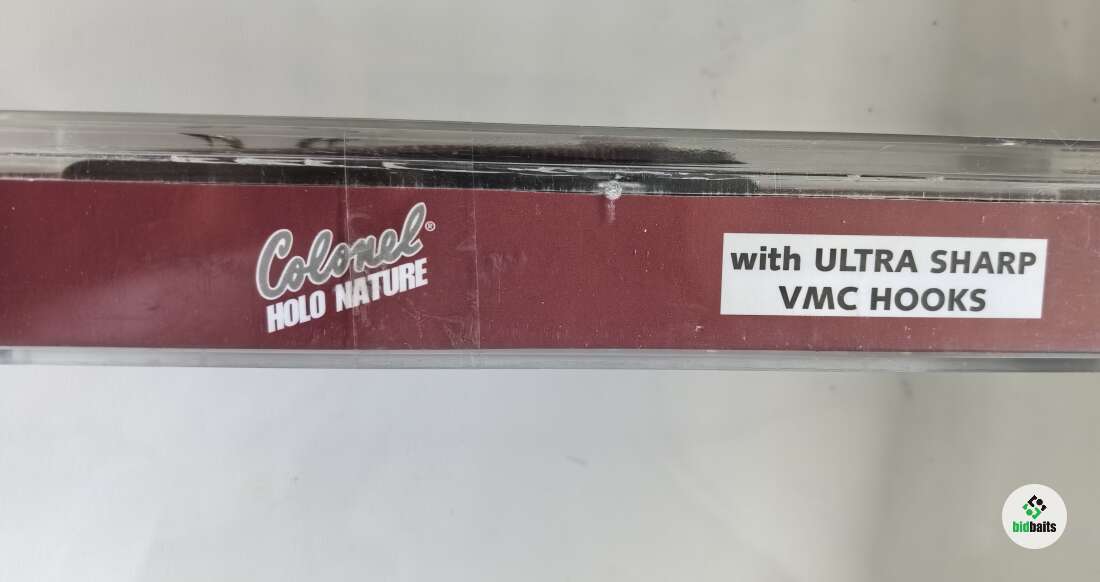 Colonel®
HOLO NATURE
with ULTRA SHARP
VMC HOOKS
bidbaits